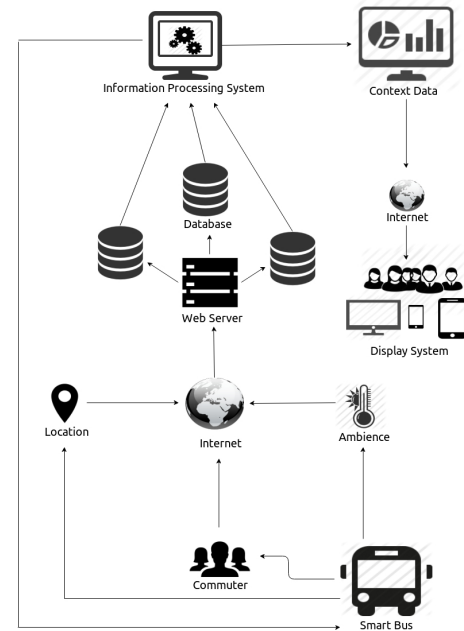 Information Processing System
Context Data
Internet
Database
Web Server
Display System
Location
Internet
Ambience
Commuter
Smart Bus